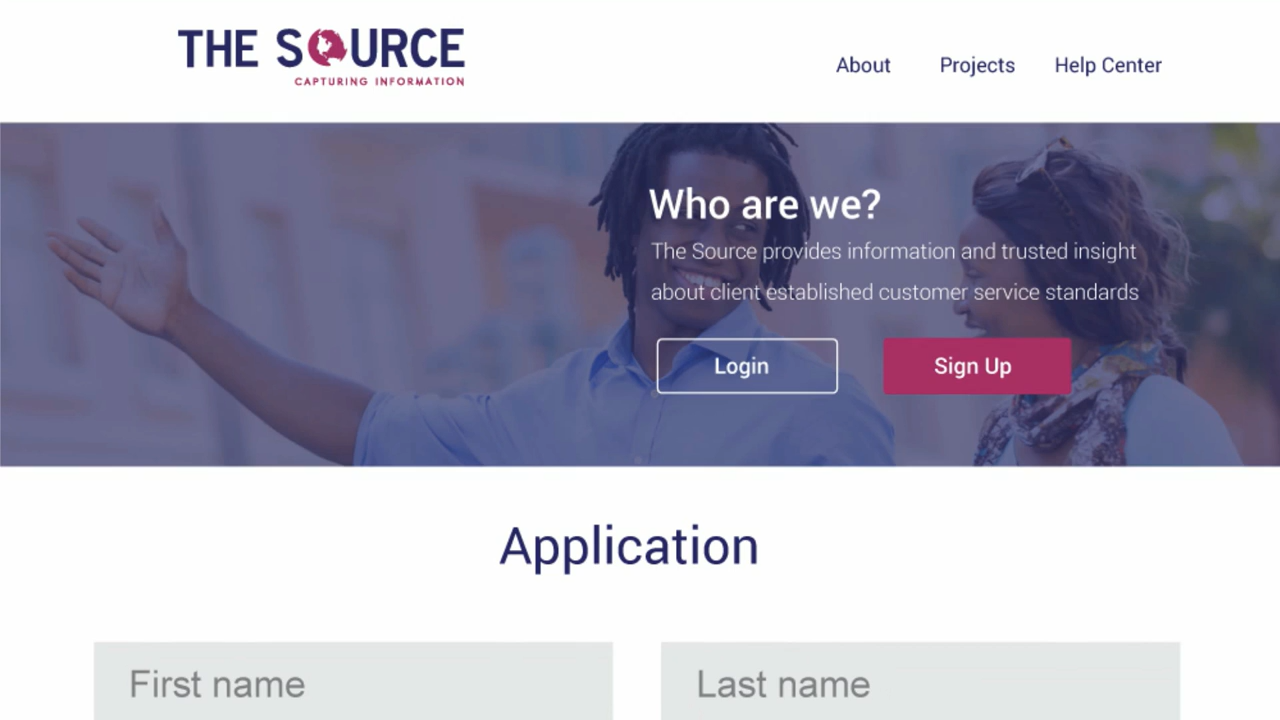 THE SOURCE
CAPTURING INFORMATION
About Projects Help Center
Who are we?
The Source provides information and trusted insight
about client established customer service standards
Login Sign Up
Application
First name Last name